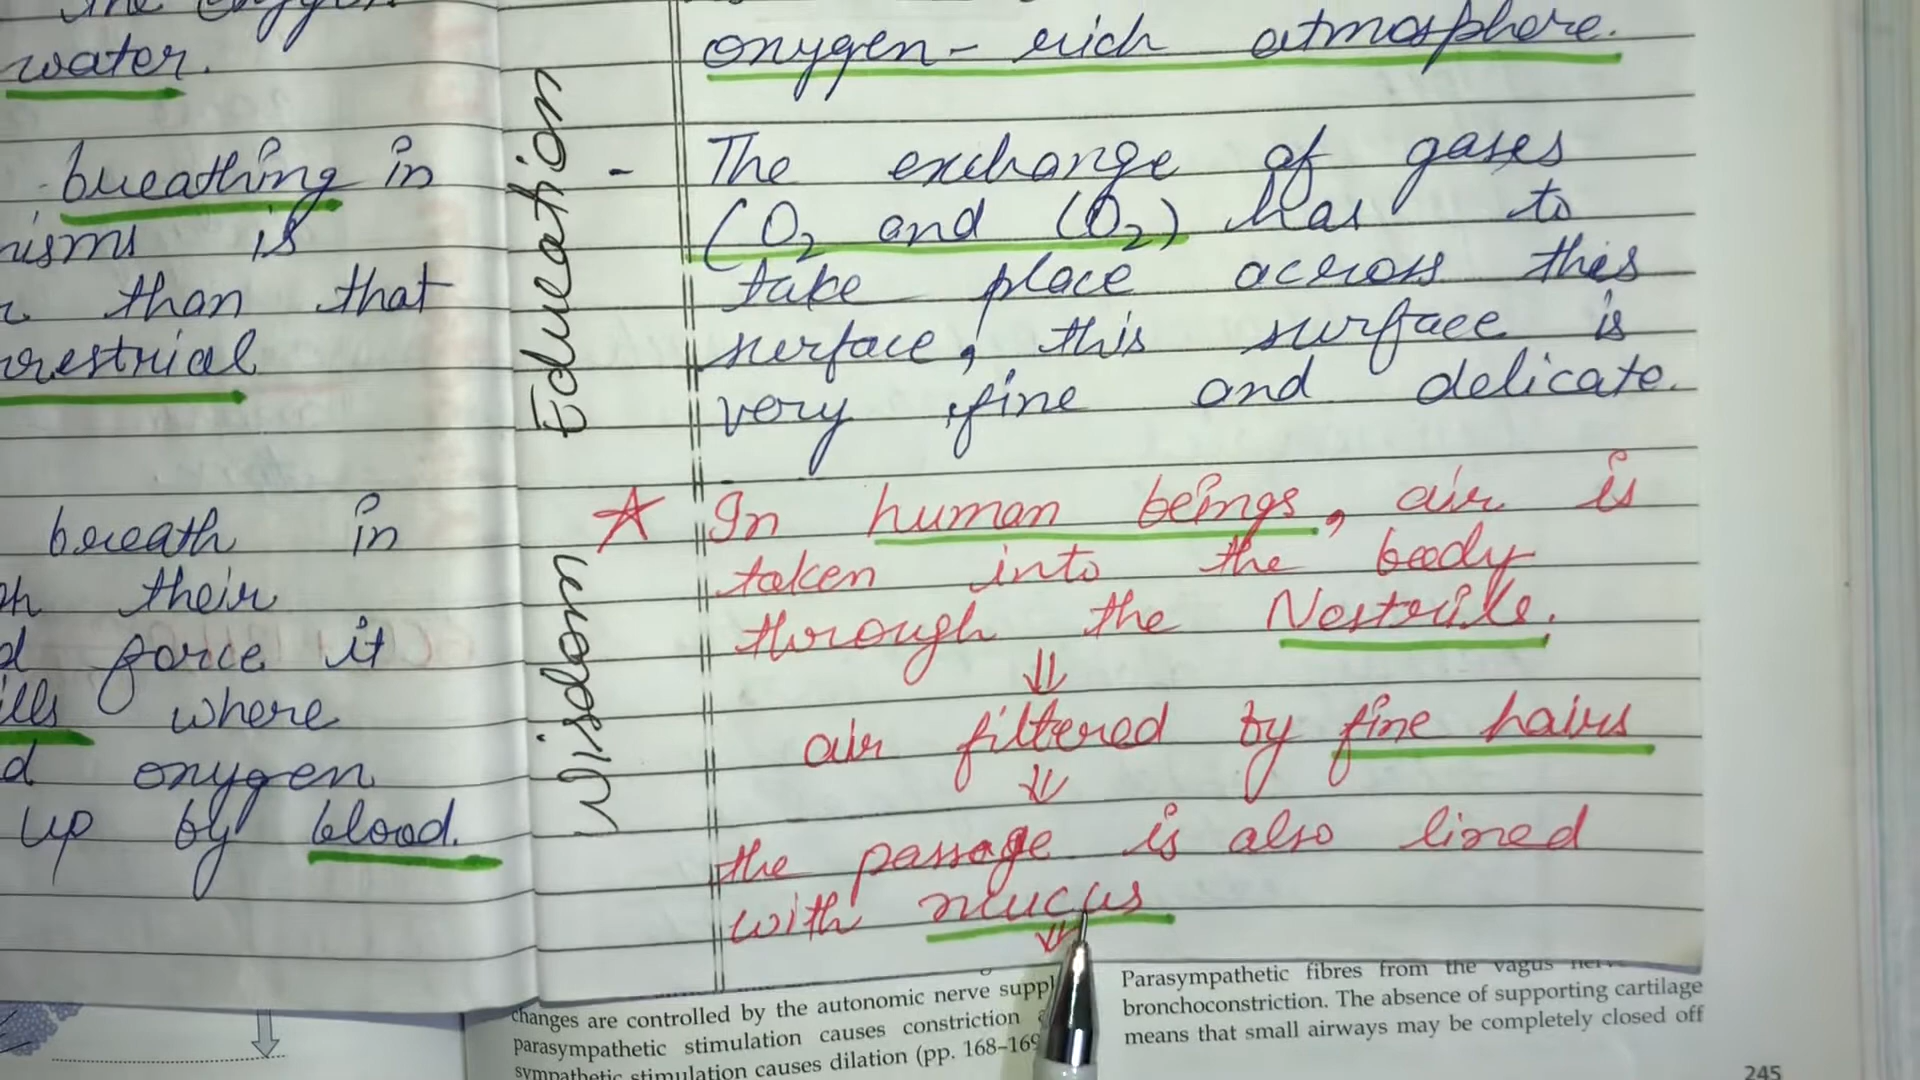 water.
breathing in
isms is
than that
restrial
breath in
their
force it
ills where
d oxygen
up by blood.
Education
Wisdom
oxygen - rich atmosphere.
- The exchange of gases
(O2 and (O2) has to
take place across this
surface, this surface is
very fine and delicate.
☆ In human beings, air is
taken into the body
through the Nostrils.
⇓
air filtered by fine hairs
⇓
the passage is also lined
with mucus
⇓
changes are controlled by the autonomic nerve suppl
parasympathetic stimulation causes constriction
sympathetic stimulation causes dilation (pp. 168–169
Parasympathetic fibres from the vagus
bronchoconstriction. The absence of supporting cartilage
means that small airways may be completely closed off
245